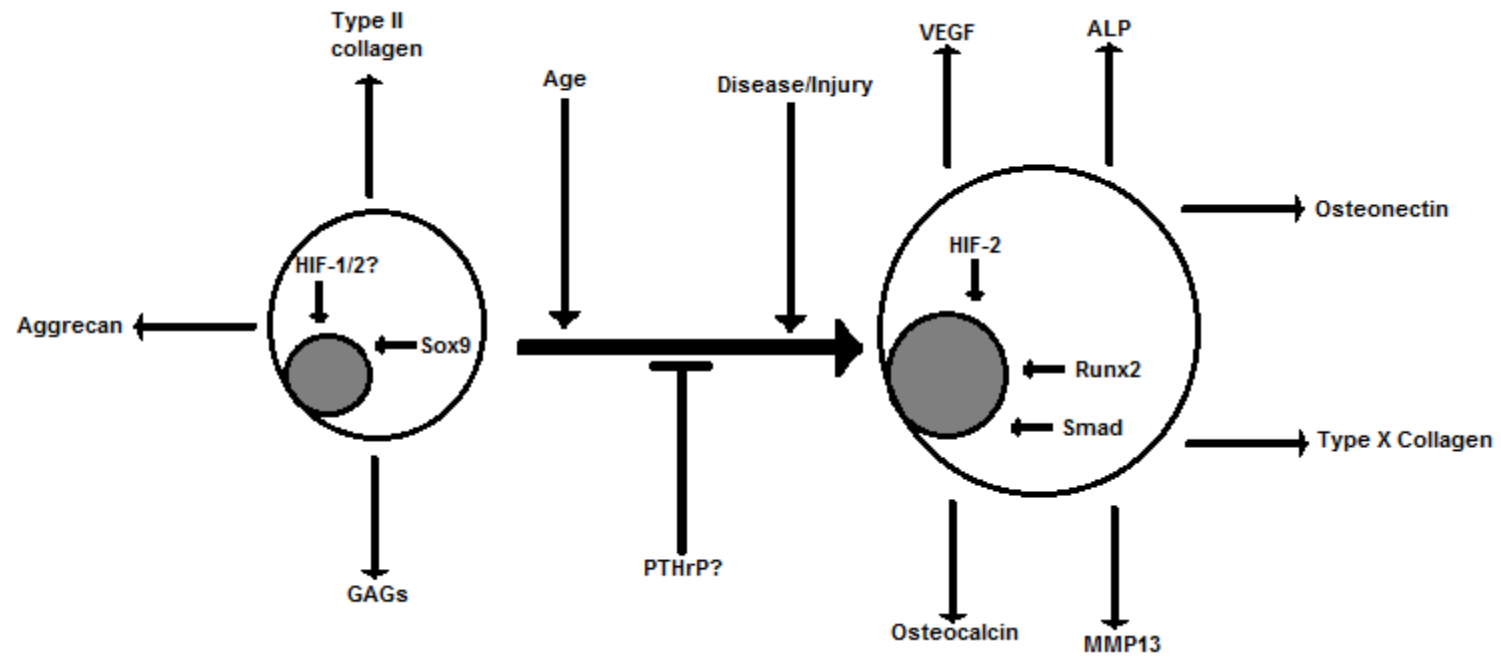 Type II
collagen
Age
Disease/Injury
VEGF
ALP
Osteonectin
HIF-1/2?
HIF-2
Aggrecan
Sox9
Runx2
Smad
Type X Collagen
PTHrP?
GAGs
Osteocalcin
MMP13